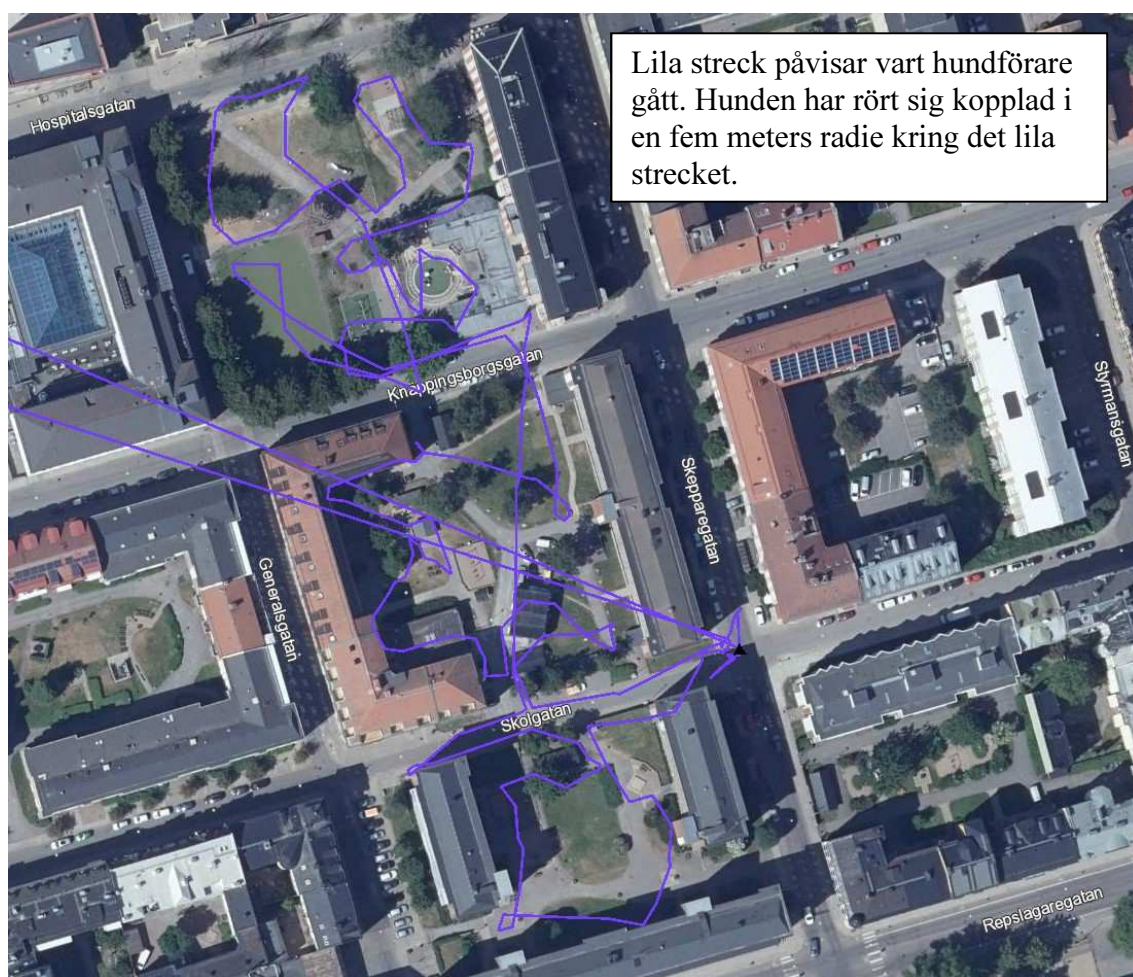 Lila streck påvisar vart hundförare
gått. Hunden har rört sig kopplad i
en fem meters radie kring det lila
strecket.
Hospitalsgatan
Knäppingsborgsgatan
Styrmansgatan
Skepparegatan
Generalsgatan
Skolgatan
Repslagaregatan